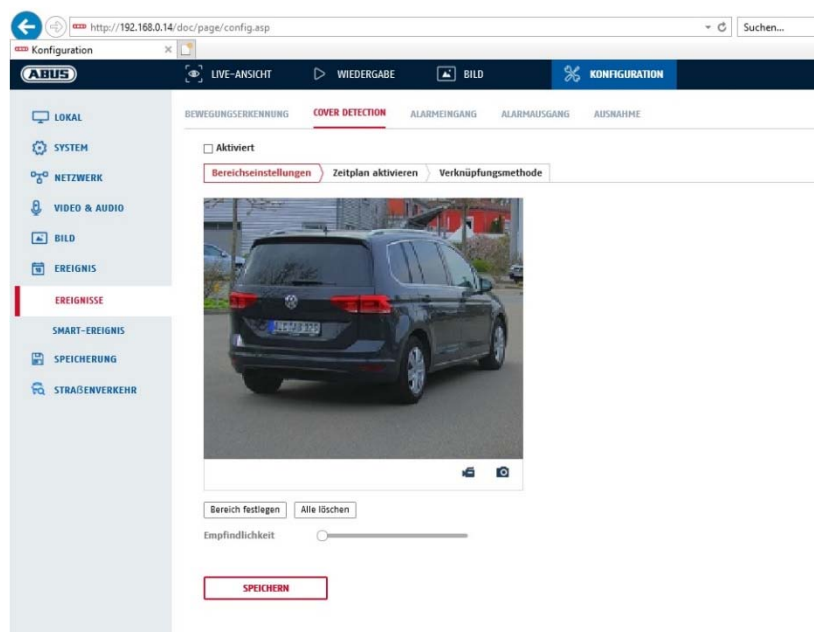 http://192.168.0.14/doc/page/config.asp
Suchen...
Konfiguration
ABUS
LIVE-ANSICHT
WIEDERGABE
BILD
KONFIGURATION
LOKAL
SYSTEM
NETZWERK
VIDEO & AUDIO
BILD
EREIGNIS
EREIGNISSE
SMART-EREIGNIS
SPEICHERUNG
STRAßENVERKEHR
BEWEGUNGSERKENNUNG
COVER DETECTION
ALARMEINGANG
ALARMAUSGANG
AUSNAHME
Aktiviert
Bereichseinstellungen
Zeitplan aktivieren
Verknüpfungsmethode
Bereich festlegen
Alle löschen
Empfindlichkeit
SPEICHERN